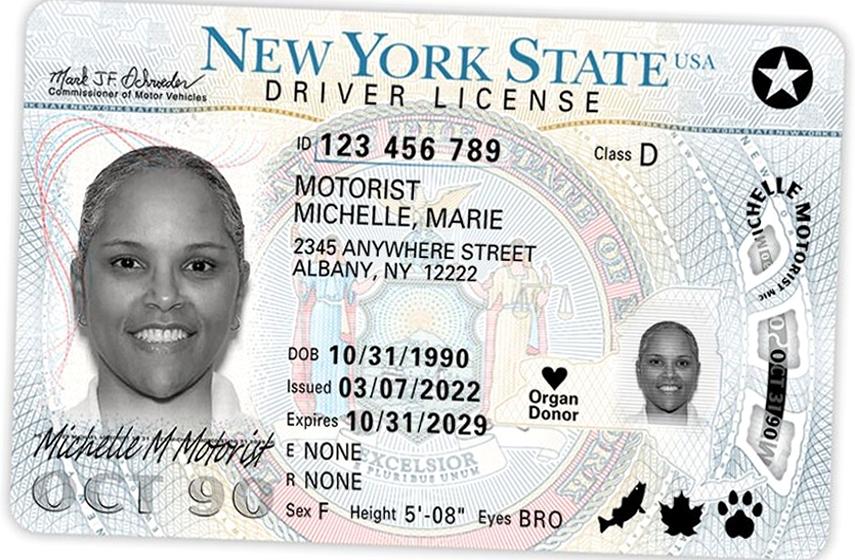 NEW YORK STATE USA
Mark J.F. Schroeder
Commissioner of Motor Vehicles
DRIVER LICENSE
ID 123 456 789
Class D
MOTORIST
MICHELLE, MARIE
2345 ANYWHERE STREET
ALBANY, NY 12222
DOB 10/31/1990
Issued 03/07/2022
Expires 10/31/2029
E NONE
R NONE
Sex F Height 5'-08" Eyes BRO
Organ
Donor
Michelle M Motorist
OCT 90
EXCELSIOR
E PLURIBUS UNUM
MICHELLE MOTORIST MIC
OCT 31 90